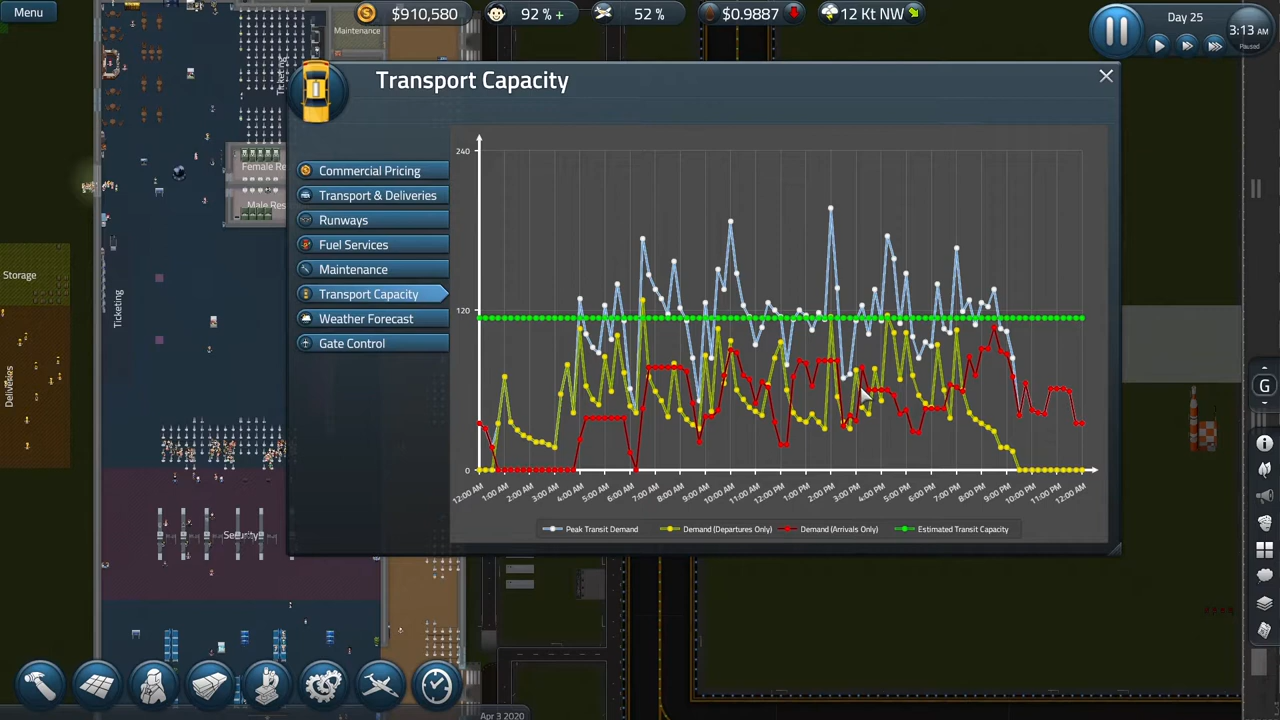 Menu
$910,580
92 % +
52 %
$0.9887
12 Kt NW
Day 25
3:13 AM
Paused
Maintenance
Ticketing
Transport Capacity
Commercial Pricing
Transport & Deliveries
Runways
Fuel Services
Maintenance
Transport Capacity
Weather Forecast
Gate Control
240
120
0
12:00 AM
1:00 AM
2:00 AM
3:00 AM
4:00 AM
5:00 AM
6:00 AM
7:00 AM
8:00 AM
9:00 AM
10:00 AM
11:00 AM
12:00 PM
1:00 PM
2:00 PM
3:00 PM
4:00 PM
5:00 PM
6:00 PM
7:00 PM
8:00 PM
9:00 PM
10:00 PM
11:00 PM
12:00 AM
Peak Transit Demand
Demand (Departures Only)
Demand (Arrivals Only)
Estimated Transit Capacity
Female Re
Male Res
Storage
Ticketing
Deliveries
Security
G
Apr 3 2020